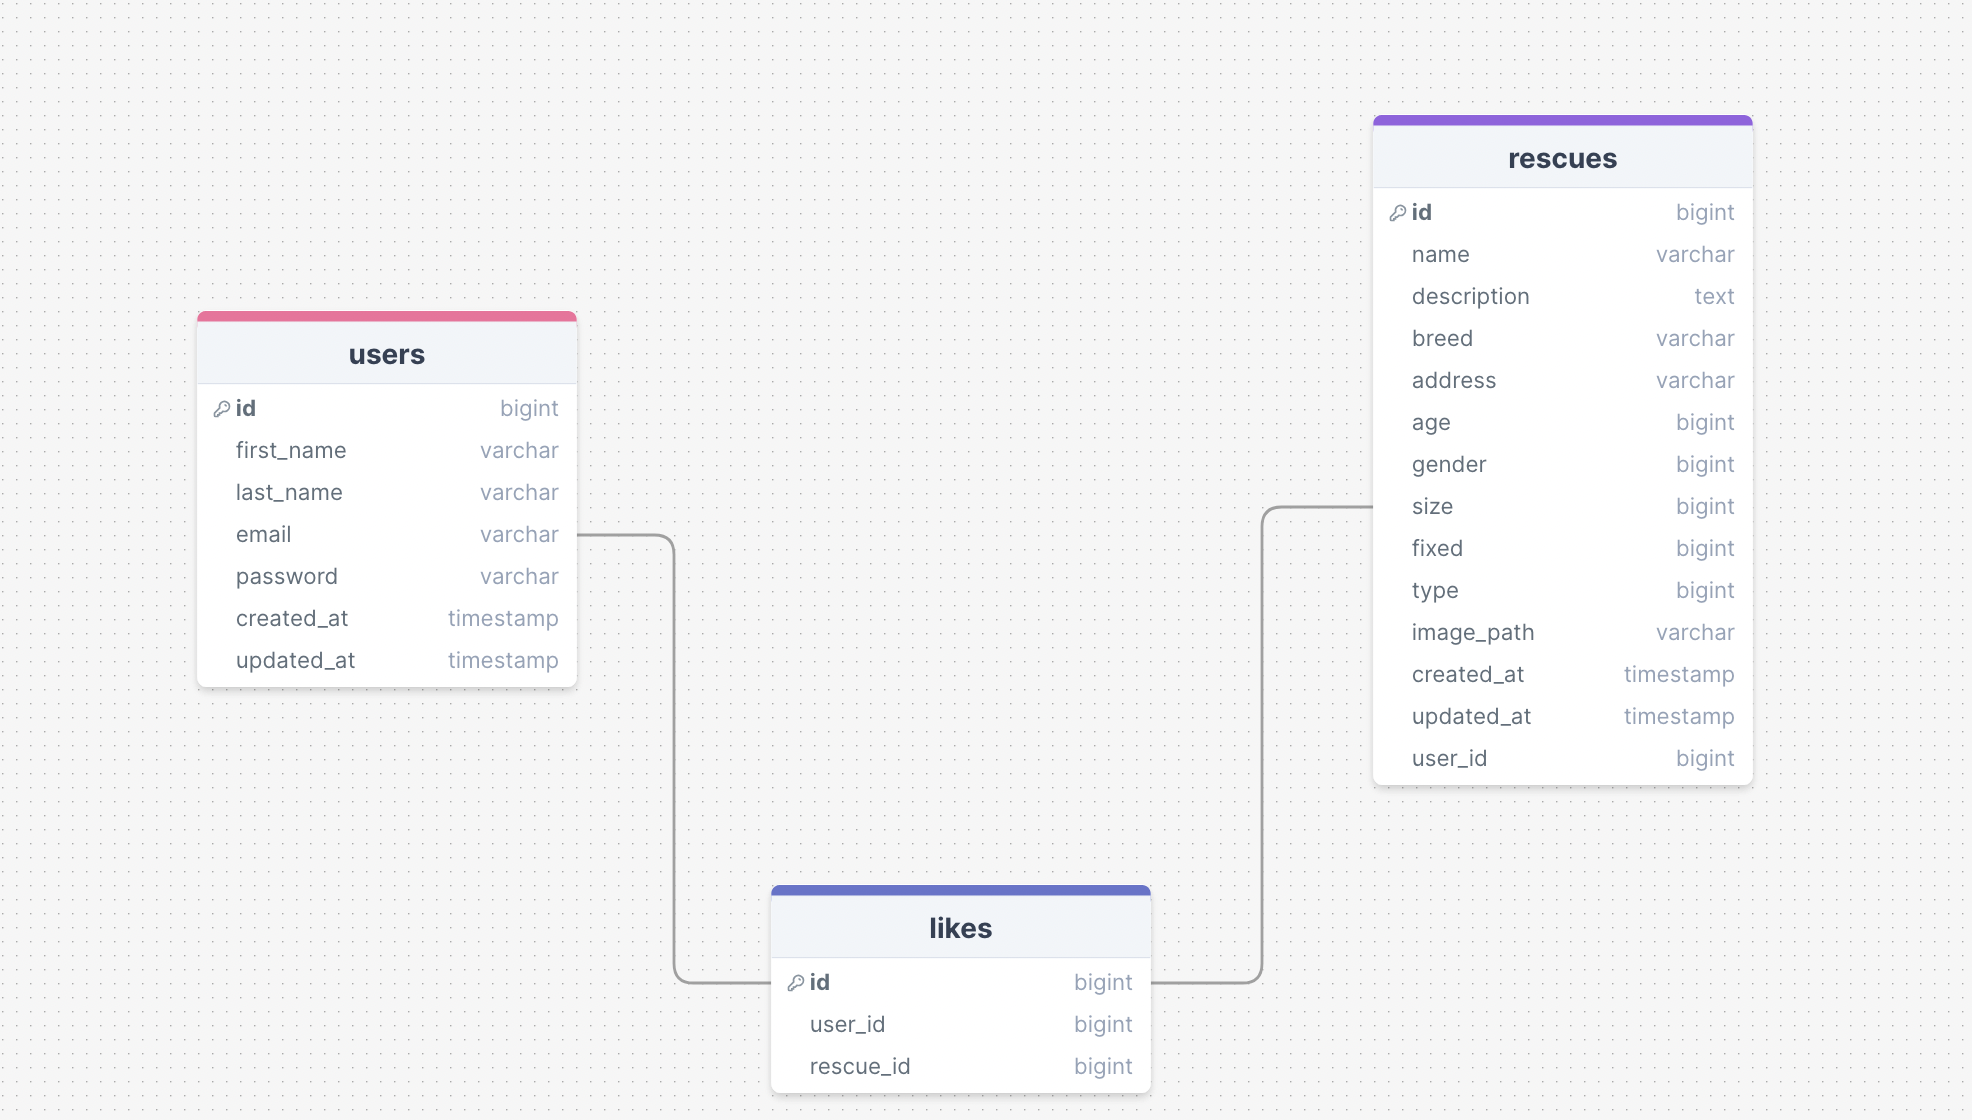 users
id bigint
first_name varchar
last_name varchar
email varchar
password varchar
created_at timestamp
updated_at timestamp
likes
id bigint
user_id bigint
rescue_id bigint
rescues
id bigint
name varchar
description text
breed varchar
address varchar
age bigint
gender bigint
size bigint
fixed bigint
type bigint
image_path varchar
created_at timestamp
updated_at timestamp
user_id bigint